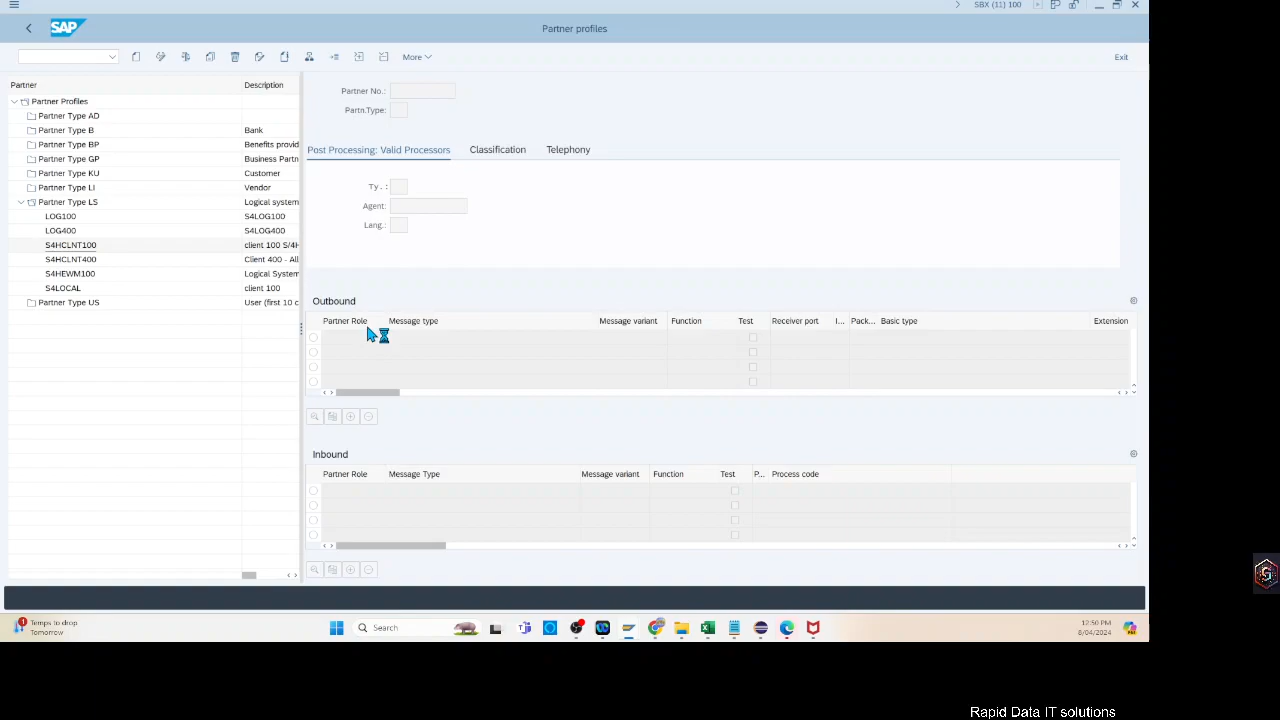 SBX (11) 100
SAP
Partner profiles
More
Exit
Partner
Description
Partner Profiles
Partner Type AD
Partner Type B
Bank
Partner Type BP
Benefits provid
Partner Type GP
Business Partn
Partner Type KU
Customer
Partner Type LI
Vendor
Partner Type LS
Logical system
LOG100
S4LOG100
LOG400
S4LOG400
S4HCLNT100
client 100 S/4H
S4HCLNT400
Client 400 - All
S4HEWM100
Logical System
S4LOCAL
client 100
Partner Type US
User (first 10 c
Partner No.:
Partn.Type:
Post Processing: Valid Processors
Classification
Telephony
Ty.:
Agent:
Lang.:
Outbound
Partner Role
Message type
Message variant
Function
Test
Receiver port
I...
Pack...
Basic type
Extension
Inbound
Partner Role
Message Type
Message variant
Function
Test
P...
Process code
Temps to drop
Tomorrow
Search
12:50 PM
8/04/2024
Rapid Data IT solutions